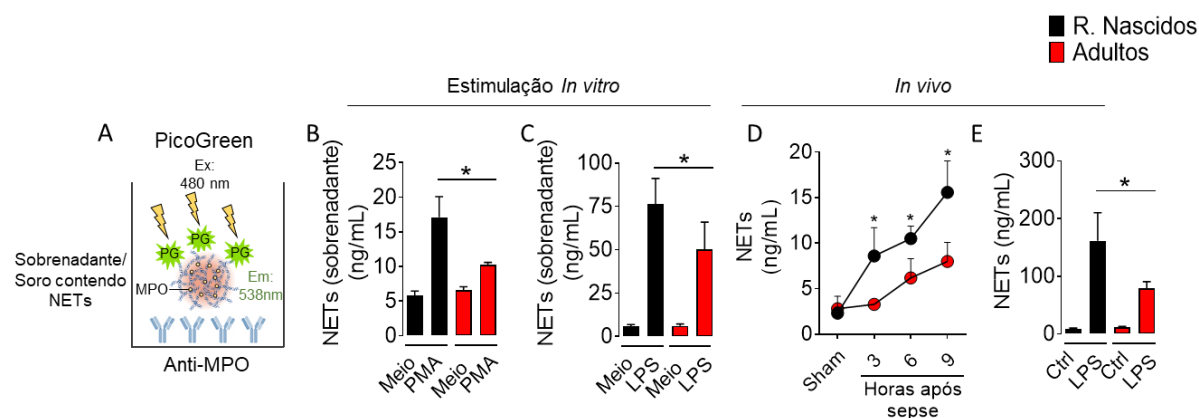 R. Nascidos
Adultos
Estimulação In vitro
In vivo
A
PicoGreen
Ex:
480 nm
PG
PG
PG
Sobrenadante/
Soro contendo
NETs
MPO
Em:
538nm
Anti-MPO
B
NETs (sobrenadante)
(ng/mL)
25
20
15
10
5
0
*
Meio
PMA
Meio
PMA
C
NETs (sobrenadante)
(ng/mL)
100
75
50
25
0
*
Meio
LPS
Meio
LPS
D
NETs
(ng/mL)
20
15
10
5
0
*
*
*
Sham
3
6
9
Horas após
sepse
E
NETs (ng/mL)
300
200
100
0
*
Ctrl
LPS
Ctrl
LPS